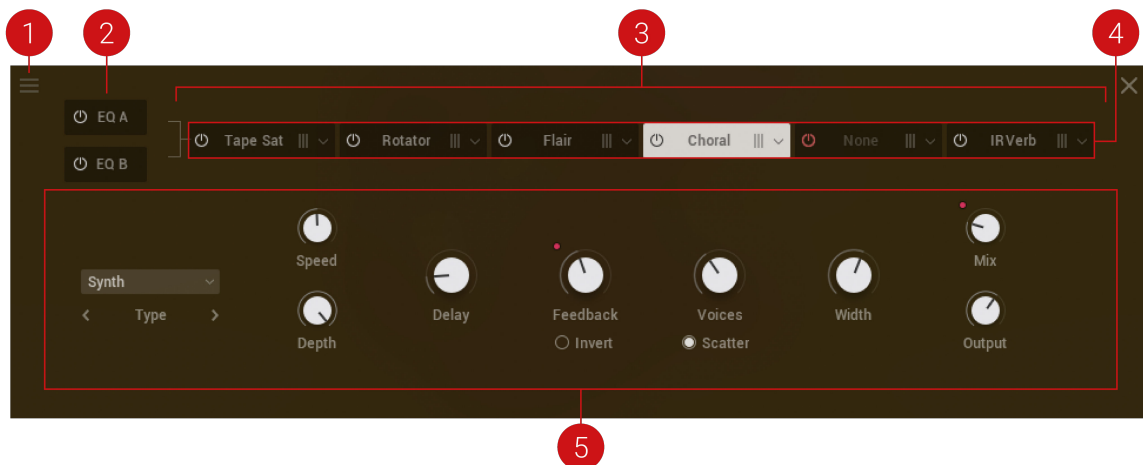 1
2
3
4
EQ A
EQ B
Tape Sat
Rotator
Flair
Choral
None
IRVerb
Synth
Type
Speed
Depth
Delay
Feedback
Invert
Voices
Scatter
Width
Mix
Output
5